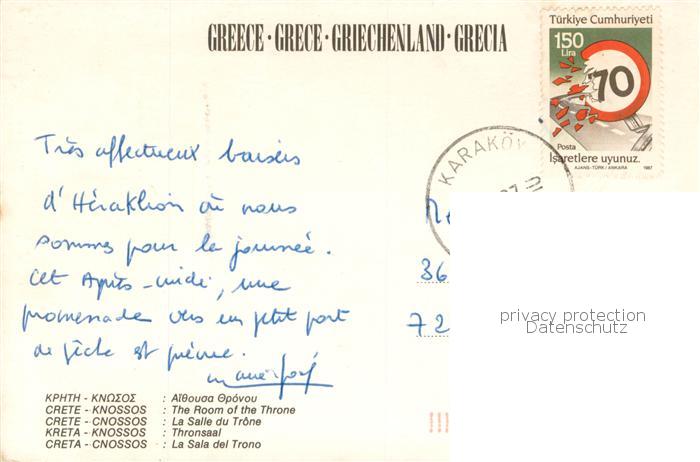 GREECE · GRECE · GRIECHENLAND · GRECIA
Türkiye Cumhuriyeti
150
Lira
70
Posta
İşaretlere uyunuz.
AJANS-TÜRK / ANKARA 1987
KARAKÖY
Très affectueux baisers
d'Héraklion où nous
sommes pour la journée.
Cet Après-midi, une
promenade vers un petit port
de pêche est prévue.
36
72
privacy protection
Datenschutz
ΚΡΗΤΗ - ΚΝΩΣΟΣ : Αἴθουσα Θρόνου
CRETE - KNOSSOS : The Room of the Throne
CRETE - CNOSSOS : La Salle du Trône
KRETA - KNOSSOS : Thronsaal
CRETA - CNOSSOS : La Sala del Trono